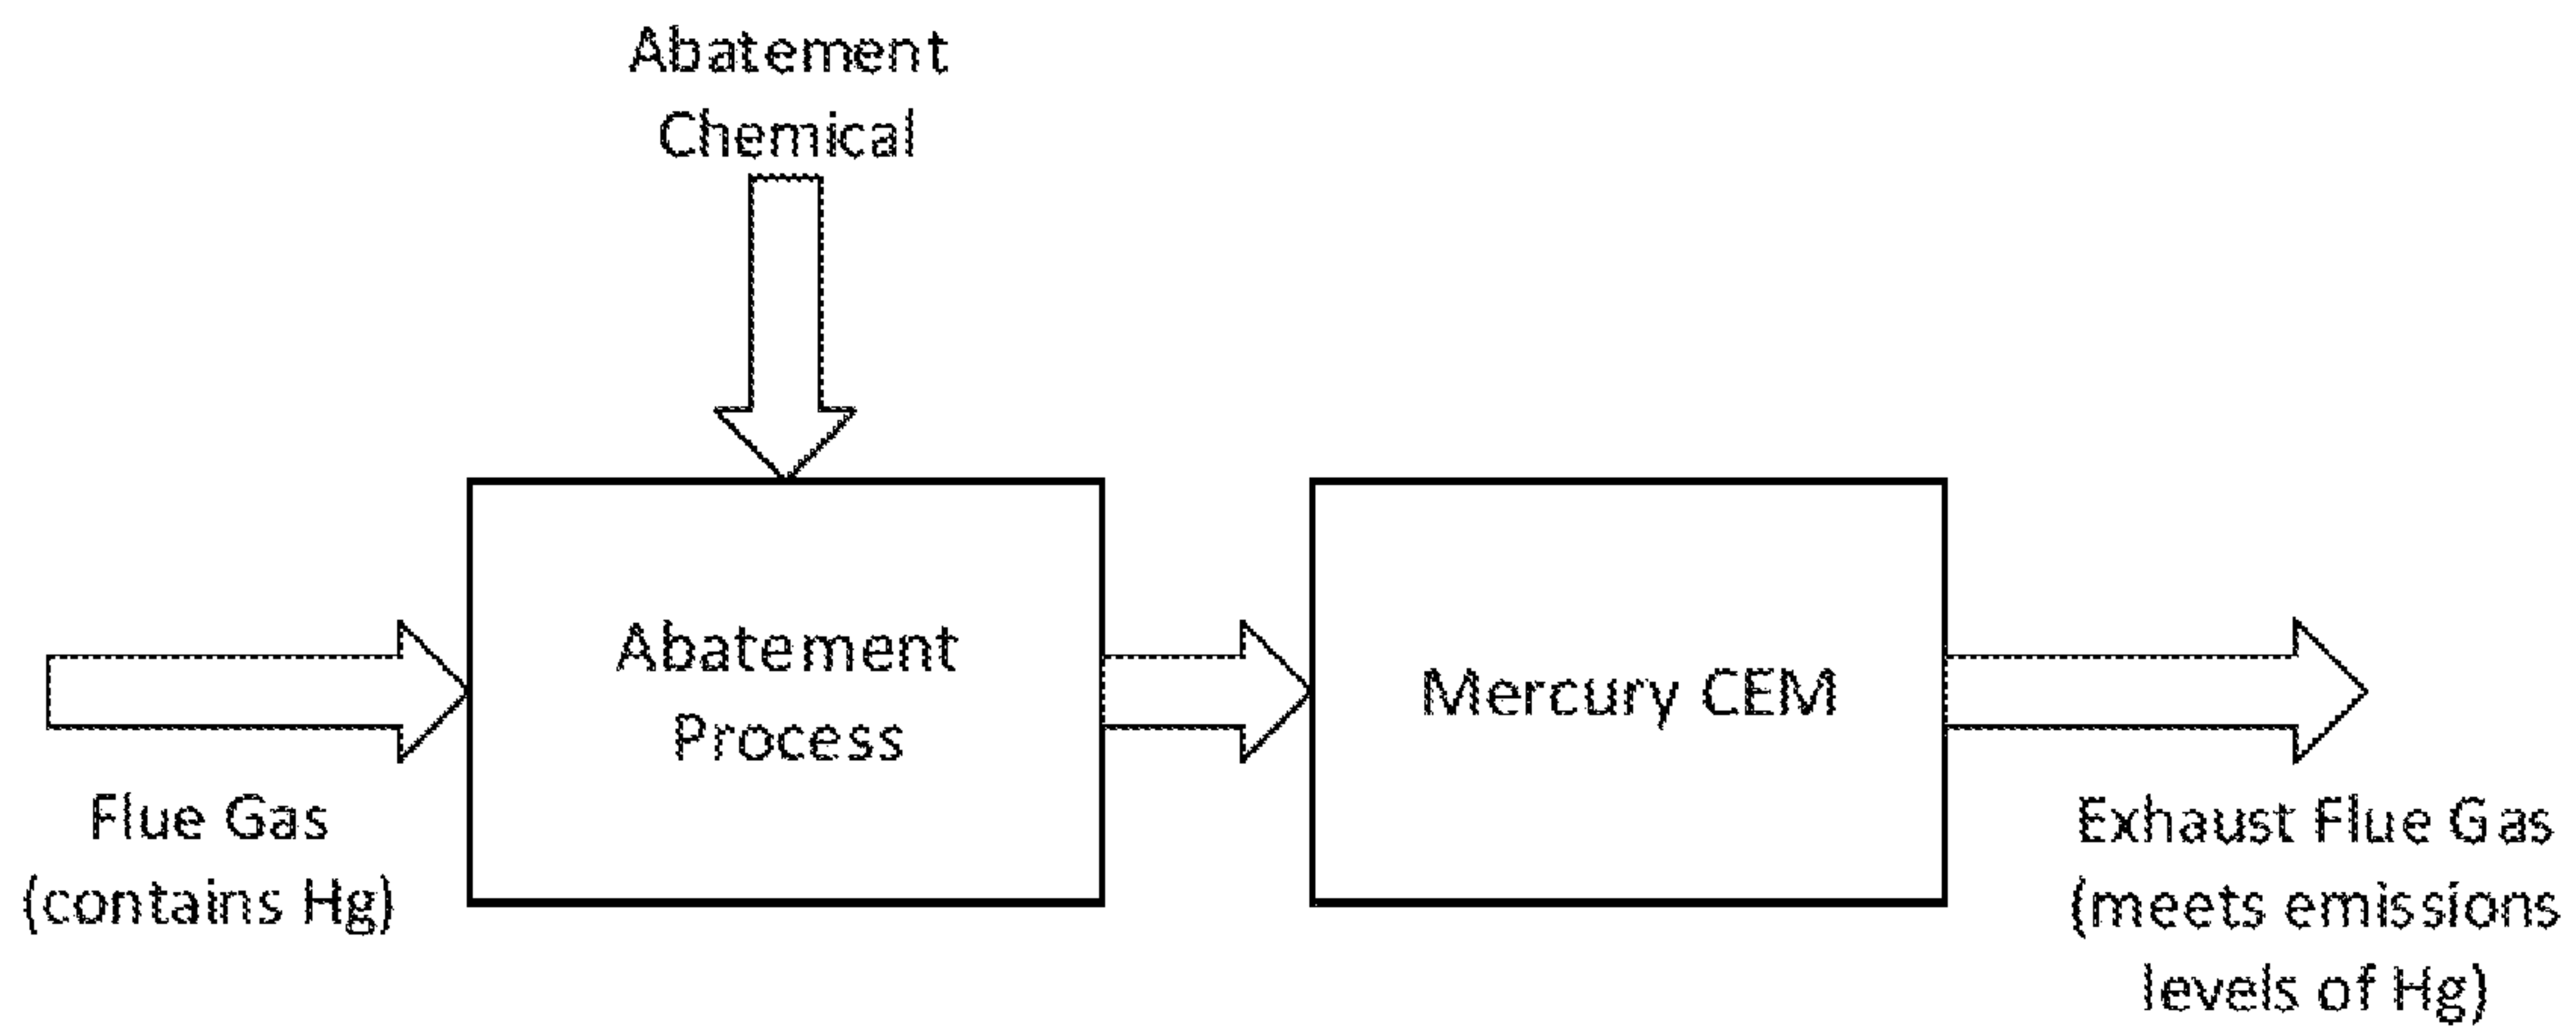 Abatement
Chemical
Abatement
Process
Mercury CEM
Flue Gas
(contains Hg)
Exhaust Flue Gas
(meets emissions
levels of Hg)